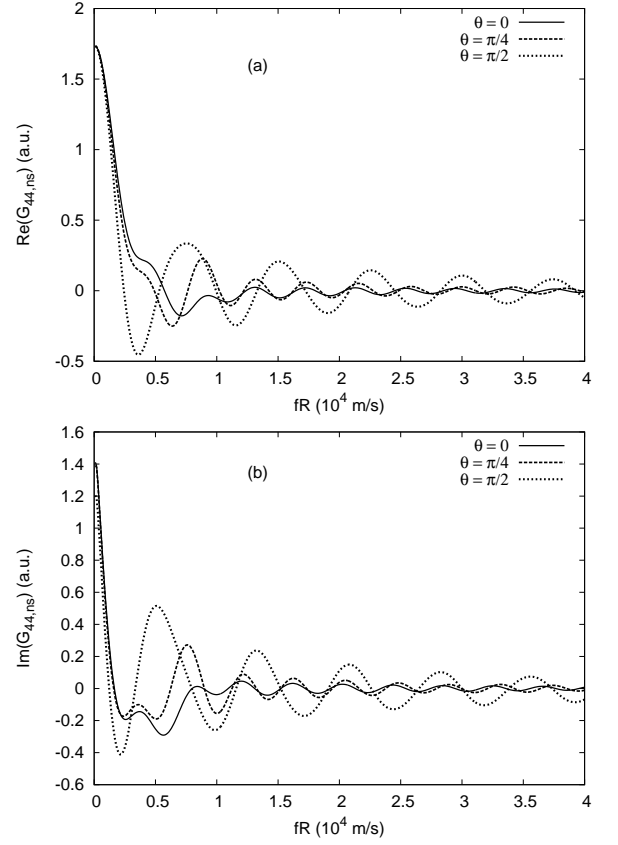 2
1.5
1
0.5
0
-0.5
Re(G44,ns) (a.u.)
(a)
θ = 0
θ = π/4
θ = π/2
0 0.5 1 1.5 2 2.5 3 3.5 4
fR (10^4 m/s)
1.6
1.4
1.2
1
0.8
0.6
0.4
0.2
0
-0.2
-0.4
-0.6
Im(G44,ns) (a.u.)
(b)
θ = 0
θ = π/4
θ = π/2
0 0.5 1 1.5 2 2.5 3 3.5 4
fR (10^4 m/s)